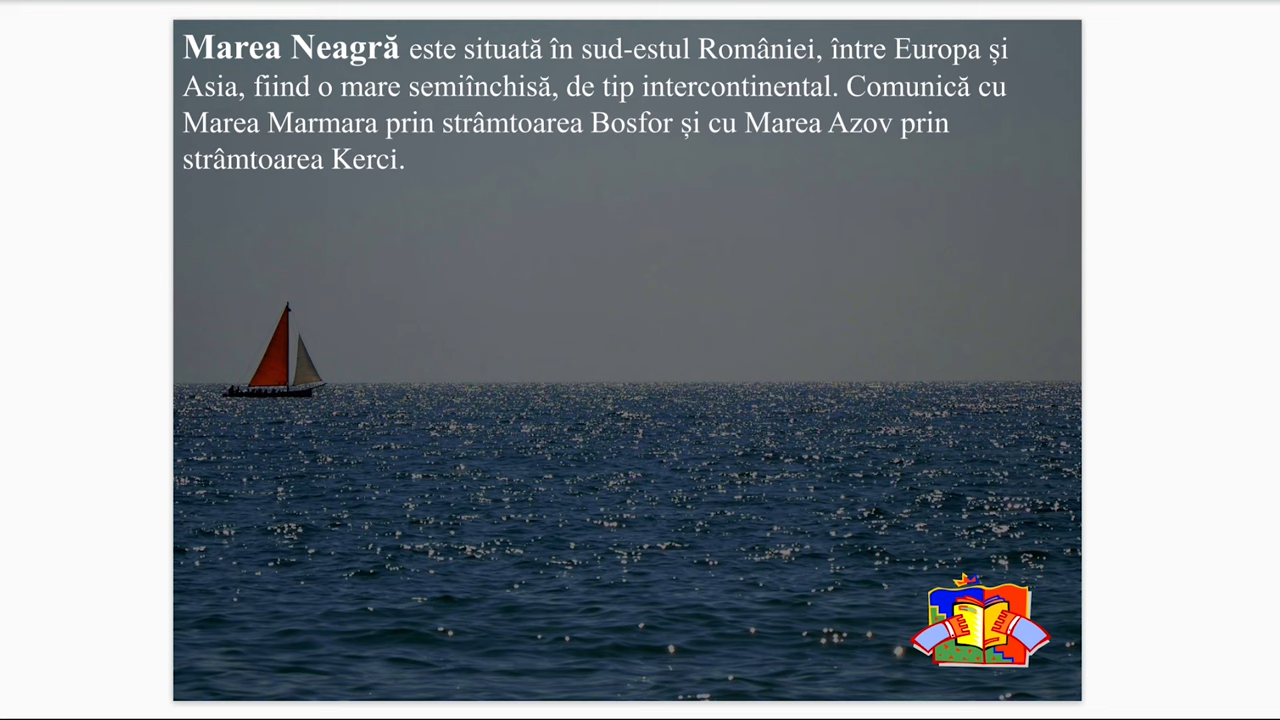 Marea Neagră este situată în sud-estul României, între Europa și
Asia, fiind o mare semiînchisă, de tip intercontinental. Comunică cu
Marea Marmara prin strâmtoarea Bosfor și cu Marea Azov prin
strâmtoarea Kerci.